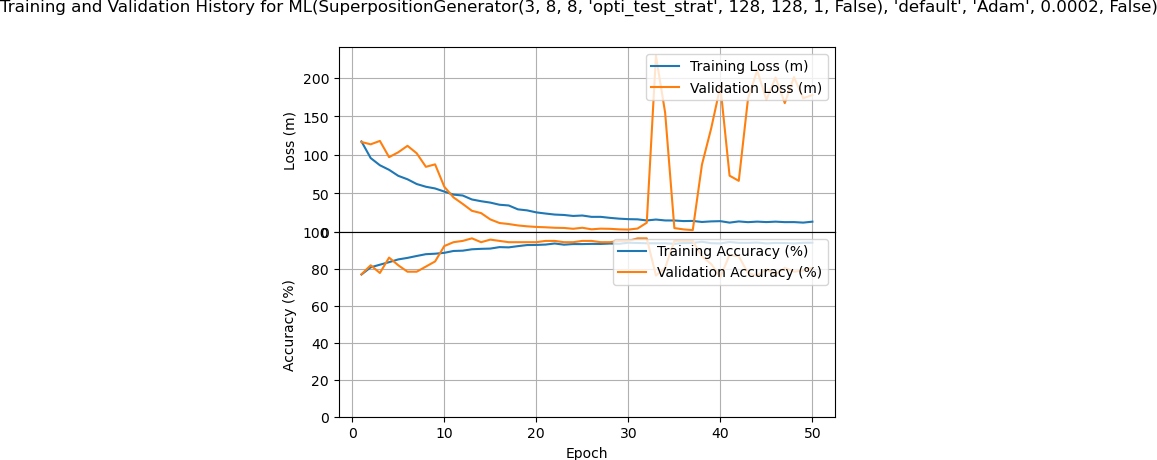 Training and Validation History for ML(SuperpositionGenerator(3, 8, 8, 'opti_test_strat', 128, 128, 1, False), 'default', 'Adam', 0.0002, False)
Training Loss (m)
Validation Loss (m)
Loss (m)
200
150
100
50
0
Training Accuracy (%)
Validation Accuracy (%)
Accuracy (%)
100
80
60
40
20
0
0 10 20 30 40 50
Epoch